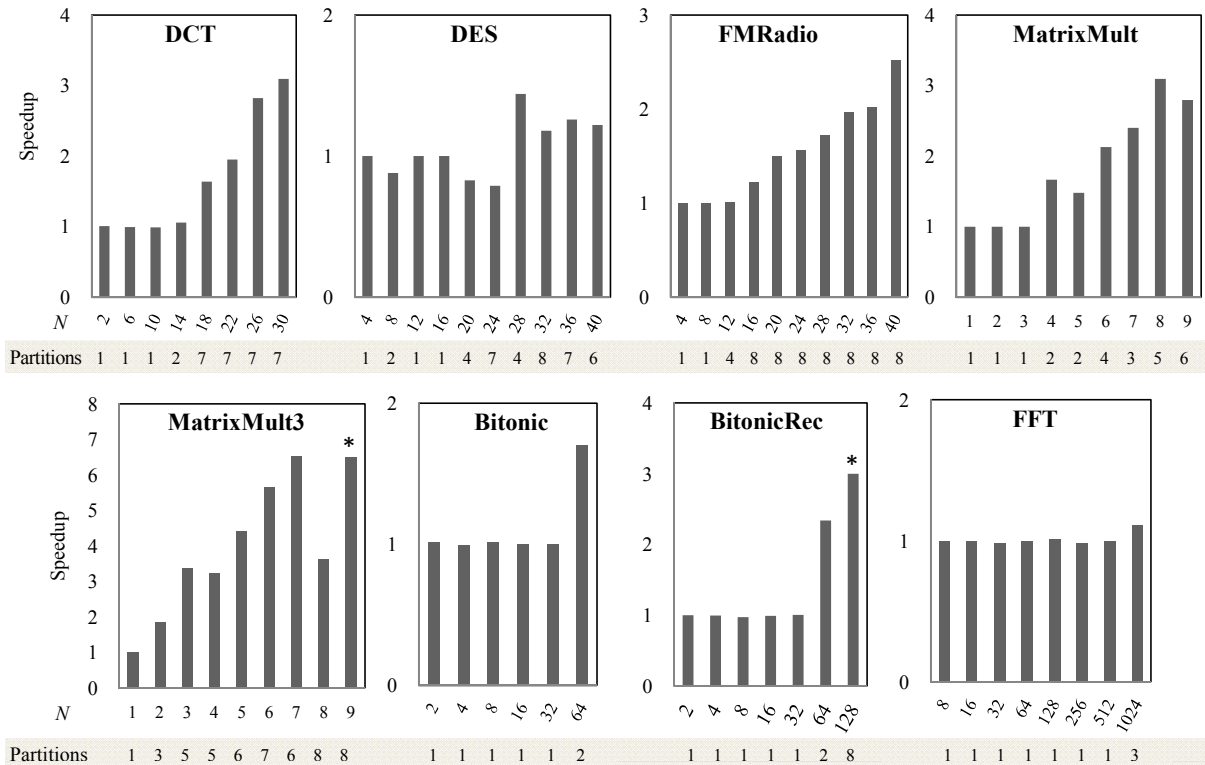 DCT
DES
FMRadio
MatrixMult
Speedup
4
3
2
1
0
2
1
0
3
2
1
0
4
3
2
1
0
N
2 6 10 14 18 22 26 30
4 8 12 16 20 24 28 32 36 40
4 8 12 16 20 24 28 32 36 40
1 2 3 4 5 6 7 8 9
Partitions 1 1 1 2 7 7 7 7
1 2 1 1 4 7 4 8 7 6
1 1 4 8 8 8 8 8 8 8
1 1 1 2 2 4 3 5 6
MatrixMult3
Bitonic
BitonicRec
FFT
Speedup
8
7
6
5
4
3
2
1
0
*
2
1
0
4
3
2
1
0
*
2
1
0
N
1 2 3 4 5 6 7 8 9
2 4 8 16 32 64
2 4 8 16 32 64 128
8 16 32 64 128 256 512 1024
Partitions 1 3 5 5 6 7 6 8 8
1 1 1 1 1 2
1 1 1 1 1 2 8
1 1 1 1 1 1 1 3